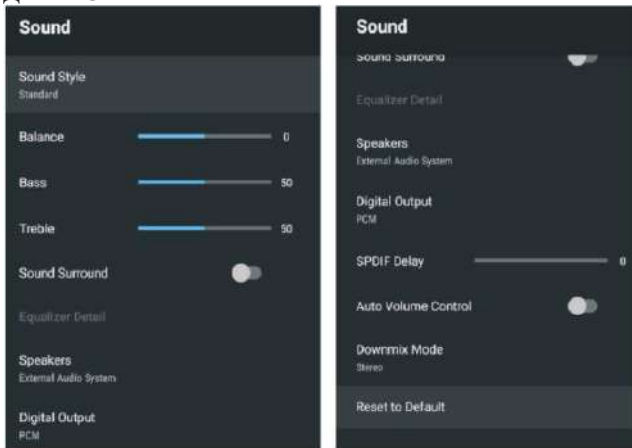 Sound
Sound Style
Standard
Balance 0
Bass 50
Treble 50
Sound Surround
Equalizer Detail
Speakers
External Audio System
Digital Output
PCM
Sound
Sound Surround
Equalizer Detail
Speakers
External Audio System
Digital Output
PCM
SPDIF Delay 0
Auto Volume Control
Downmix Mode
Stereo
Reset to Default